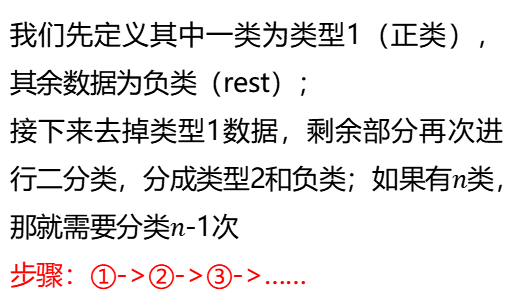 我们先定义其中一类为类型1（正类），
其余数据为负类（rest）；
接下来去掉类型1数据，剩余部分再次进
行二分类，分成类型2和负类；如果有𝑛类，
那就需要分类𝑛-1次
步骤：①->②->③->……